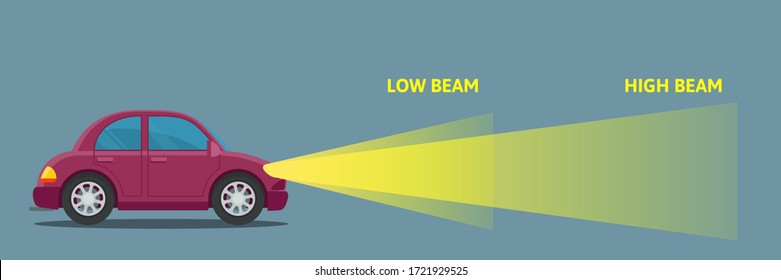 LOW BEAM
HIGH BEAM
shutterstock.com · 1721929525